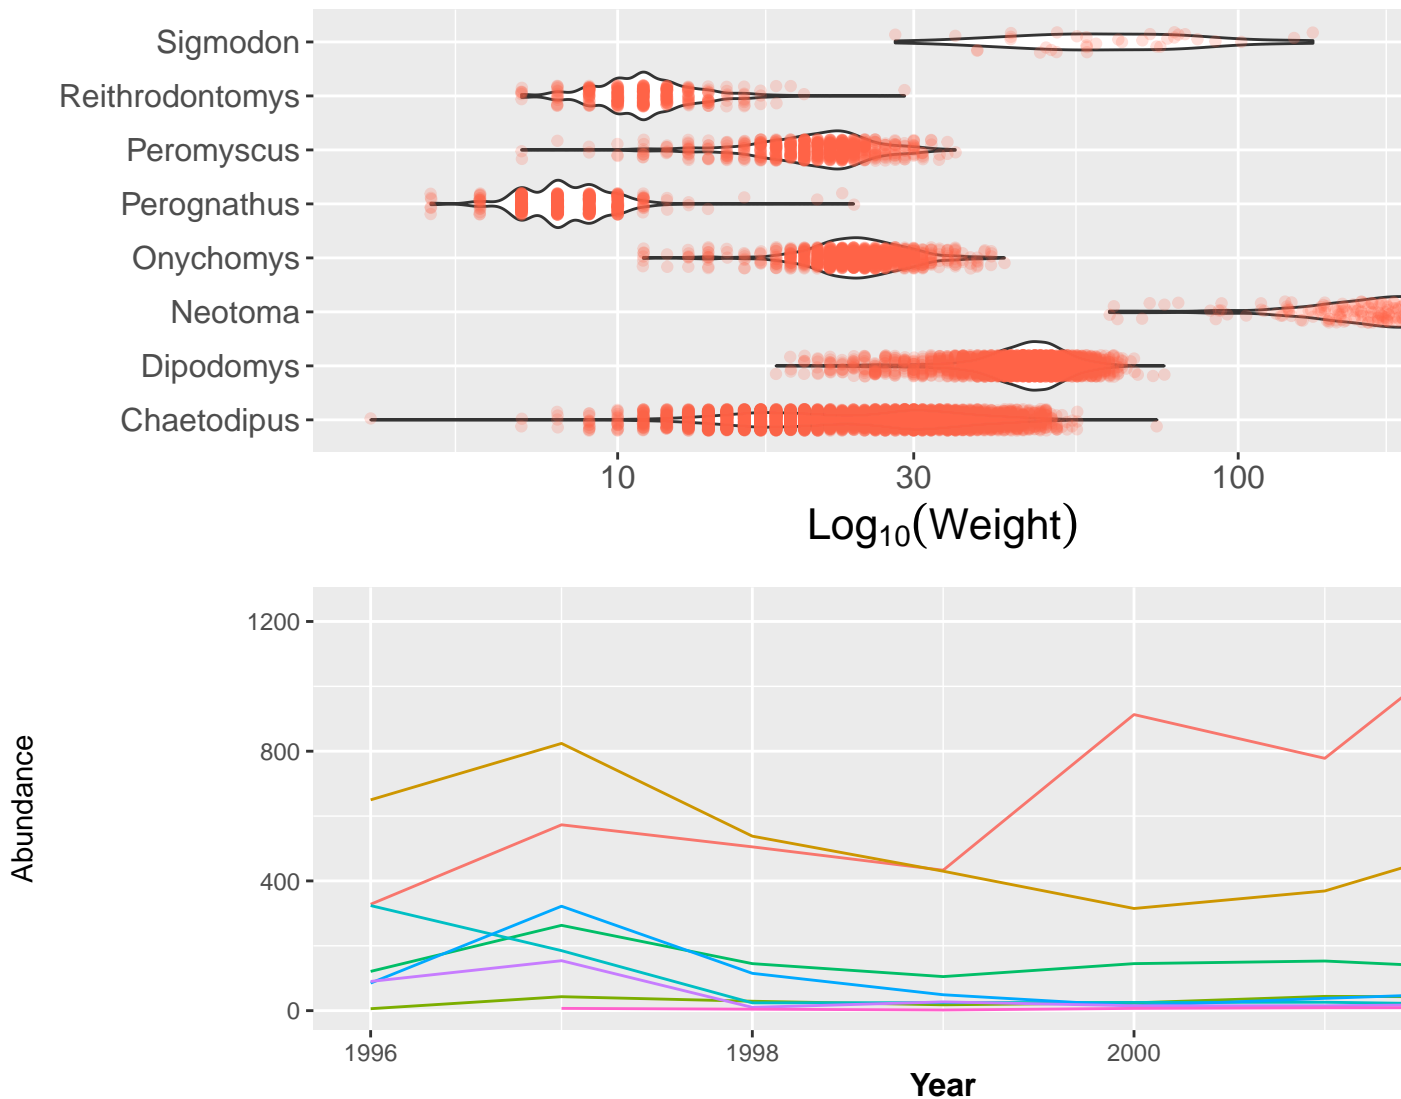 Sigmodon
Reithrodontomys
Peromyscus
Perognathus
Onychomys
Neotoma
Dipodomys
Chaetodipus
10 30 100
Log₁₀(Weight)
1200
800
400
0
Abundance
1996 1998 2000
Year